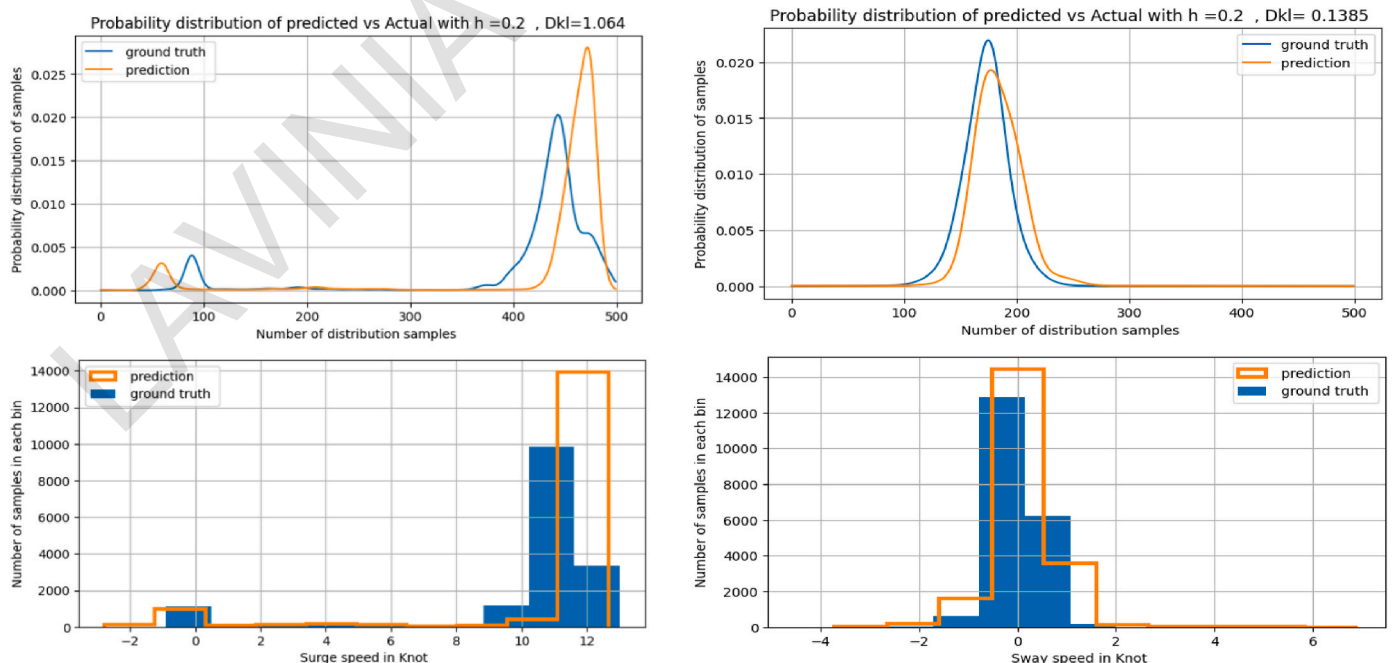 Probability distribution of predicted vs Actual with h =0.2 , Dkl=1.064
Probability distribution of samples
0.025
0.020
0.015
0.010
0.005
0.000
ground truth
prediction
0 100 200 300 400 500
Number of distribution samples
Probability distribution of predicted vs Actual with h =0.2 , Dkl= 0.1385
Probability distribution of samples
0.020
0.015
0.010
0.005
0.000
ground truth
prediction
0 100 200 300 400 500
Number of distribution samples
Number of samples in each bin
14000
12000
10000
8000
6000
4000
2000
0
prediction
ground truth
−2 0 2 4 6 8 10 12
Surge speed in Knot
Number of samples in each bin
14000
12000
10000
8000
6000
4000
2000
0
prediction
ground truth
−4 −2 0 2 4 6
Sway speed in Knot
LAVINIA